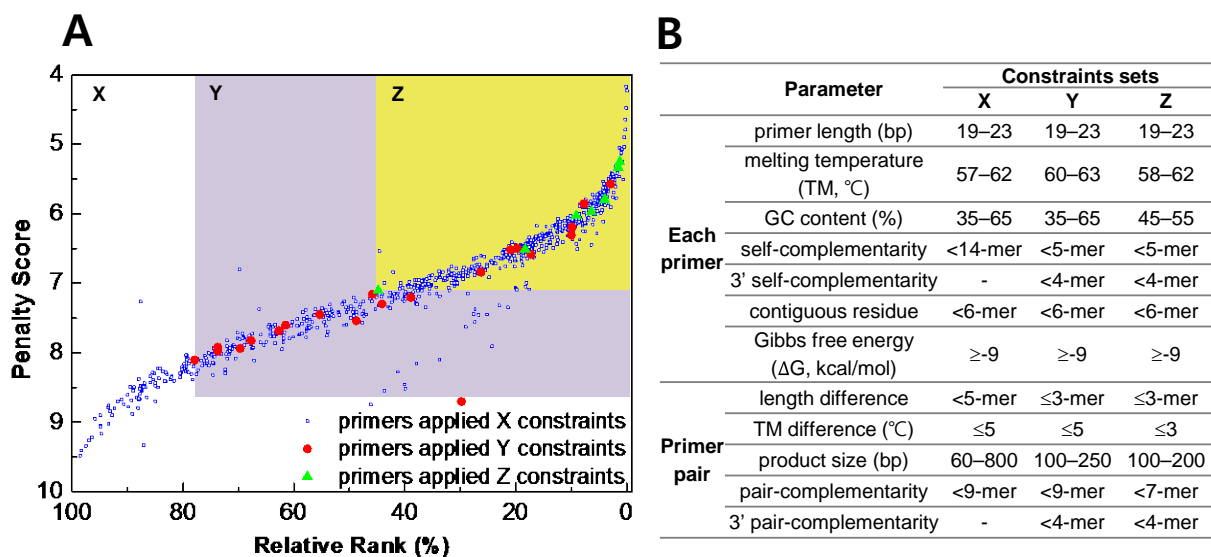 A
4
5
6
7
8
9
10
Penalty Score
X
Y
Z
primers applied X constraints
primers applied Y constraints
primers applied Z constraints
100
80
60
40
20
0
Relative Rank (%)
B
Parameter
Constraints sets
X Y Z
Each primer
primer length (bp) 19–23 19–23 19–23
melting temperature
(TM, ℃) 57–62 60–63 58–62
GC content (%) 35–65 35–65 45–55
self-complementarity <14-mer <5-mer <5-mer
3’ self-complementarity - <4-mer <4-mer
contiguous residue <6-mer <6-mer <6-mer
Gibbs free energy
(ΔG, kcal/mol) ≥-9 ≥-9 ≥-9
Primer pair
length difference <5-mer ≤3-mer ≤3-mer
TM difference (℃) ≤5 ≤5 ≤3
product size (bp) 60–800 100–250 100–200
pair-complementarity <9-mer <9-mer <7-mer
3’ pair-complementarity - <4-mer <4-mer